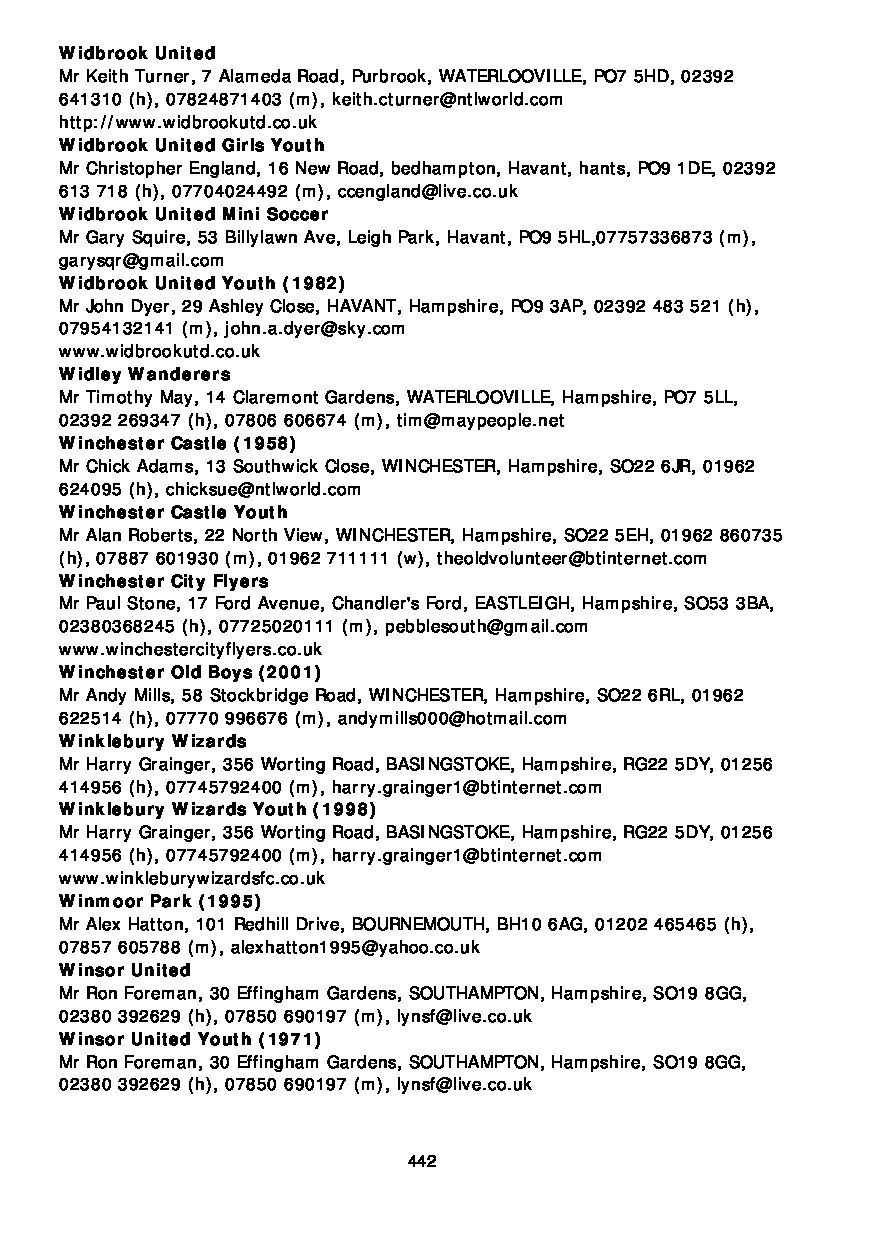 Widbrook United
Mr Keith Turner, 7 Alameda Road, Purbrook, WATERLOOVILLE, PO7 5HD, 02392
641310 (h), 07824871403 (m), keith.cturner@ntlworld.com
http://www.widbrookutd.co.uk
Widbrook United Girls Youth
Mr Christopher England, 16 New Road, bedhampton, Havant, hants, PO9 1DE, 02392
613 718 (h), 07704024492 (m), ccengland@live.co.uk
Widbrook United Mini Soccer
Mr Gary Squire, 53 Billylawn Ave, Leigh Park, Havant, PO9 5HL,07757336873 (m),
garysqr@gmail.com
Widbrook United Youth (1982)
Mr John Dyer, 29 Ashley Close, HAVANT, Hampshire, PO9 3AP, 02392 483 521 (h),
07954132141 (m), john.a.dyer@sky.com
www.widbrookutd.co.uk
Widley Wanderers
Mr Timothy May, 14 Claremont Gardens, WATERLOOVILLE, Hampshire, PO7 5LL,
02392 269347 (h), 07806 606674 (m), tim@maypeople.net
Winchester Castle (1958)
Mr Chick Adams, 13 Southwick Close, WINCHESTER, Hampshire, SO22 6JR, 01962
624095 (h), chicksue@ntlworld.com
Winchester Castle Youth
Mr Alan Roberts, 22 North View, WINCHESTER, Hampshire, SO22 5EH, 01962 860735
(h), 07887 601930 (m), 01962 711111 (w), theoldvolunteer@btinternet.com
Winchester City Flyers
Mr Paul Stone, 17 Ford Avenue, Chandler's Ford, EASTLEIGH, Hampshire, SO53 3BA,
02380368245 (h), 07725020111 (m), pebblesouth@gmail.com
www.winchestercityflyers.co.uk
Winchester Old Boys (2001)
Mr Andy Mills, 58 Stockbridge Road, WINCHESTER, Hampshire, SO22 6RL, 01962
622514 (h), 07770 996676 (m), andymills000@hotmail.com
Winklebury Wizards
Mr Harry Grainger, 356 Worting Road, BASINGSTOKE, Hampshire, RG22 5DY, 01256
414956 (h), 07745792400 (m), harry.grainger1@btinternet.com
Winklebury Wizards Youth (1998)
Mr Harry Grainger, 356 Worting Road, BASINGSTOKE, Hampshire, RG22 5DY, 01256
414956 (h), 07745792400 (m), harry.grainger1@btinternet.com
www.winkleburywizardsfc.co.uk
Winmoor Park (1995)
Mr Alex Hatton, 101 Redhill Drive, BOURNEMOUTH, BH10 6AG, 01202 465465 (h),
07857 605788 (m), alexhatton1995@yahoo.co.uk
Winsor United
Mr Ron Foreman, 30 Effingham Gardens, SOUTHAMPTON, Hampshire, SO19 8GG,
02380 392629 (h), 07850 690197 (m), lynsf@live.co.uk
Winsor United Youth (1971)
Mr Ron Foreman, 30 Effingham Gardens, SOUTHAMPTON, Hampshire, SO19 8GG,
02380 392629 (h), 07850 690197 (m), lynsf@live.co.uk
442